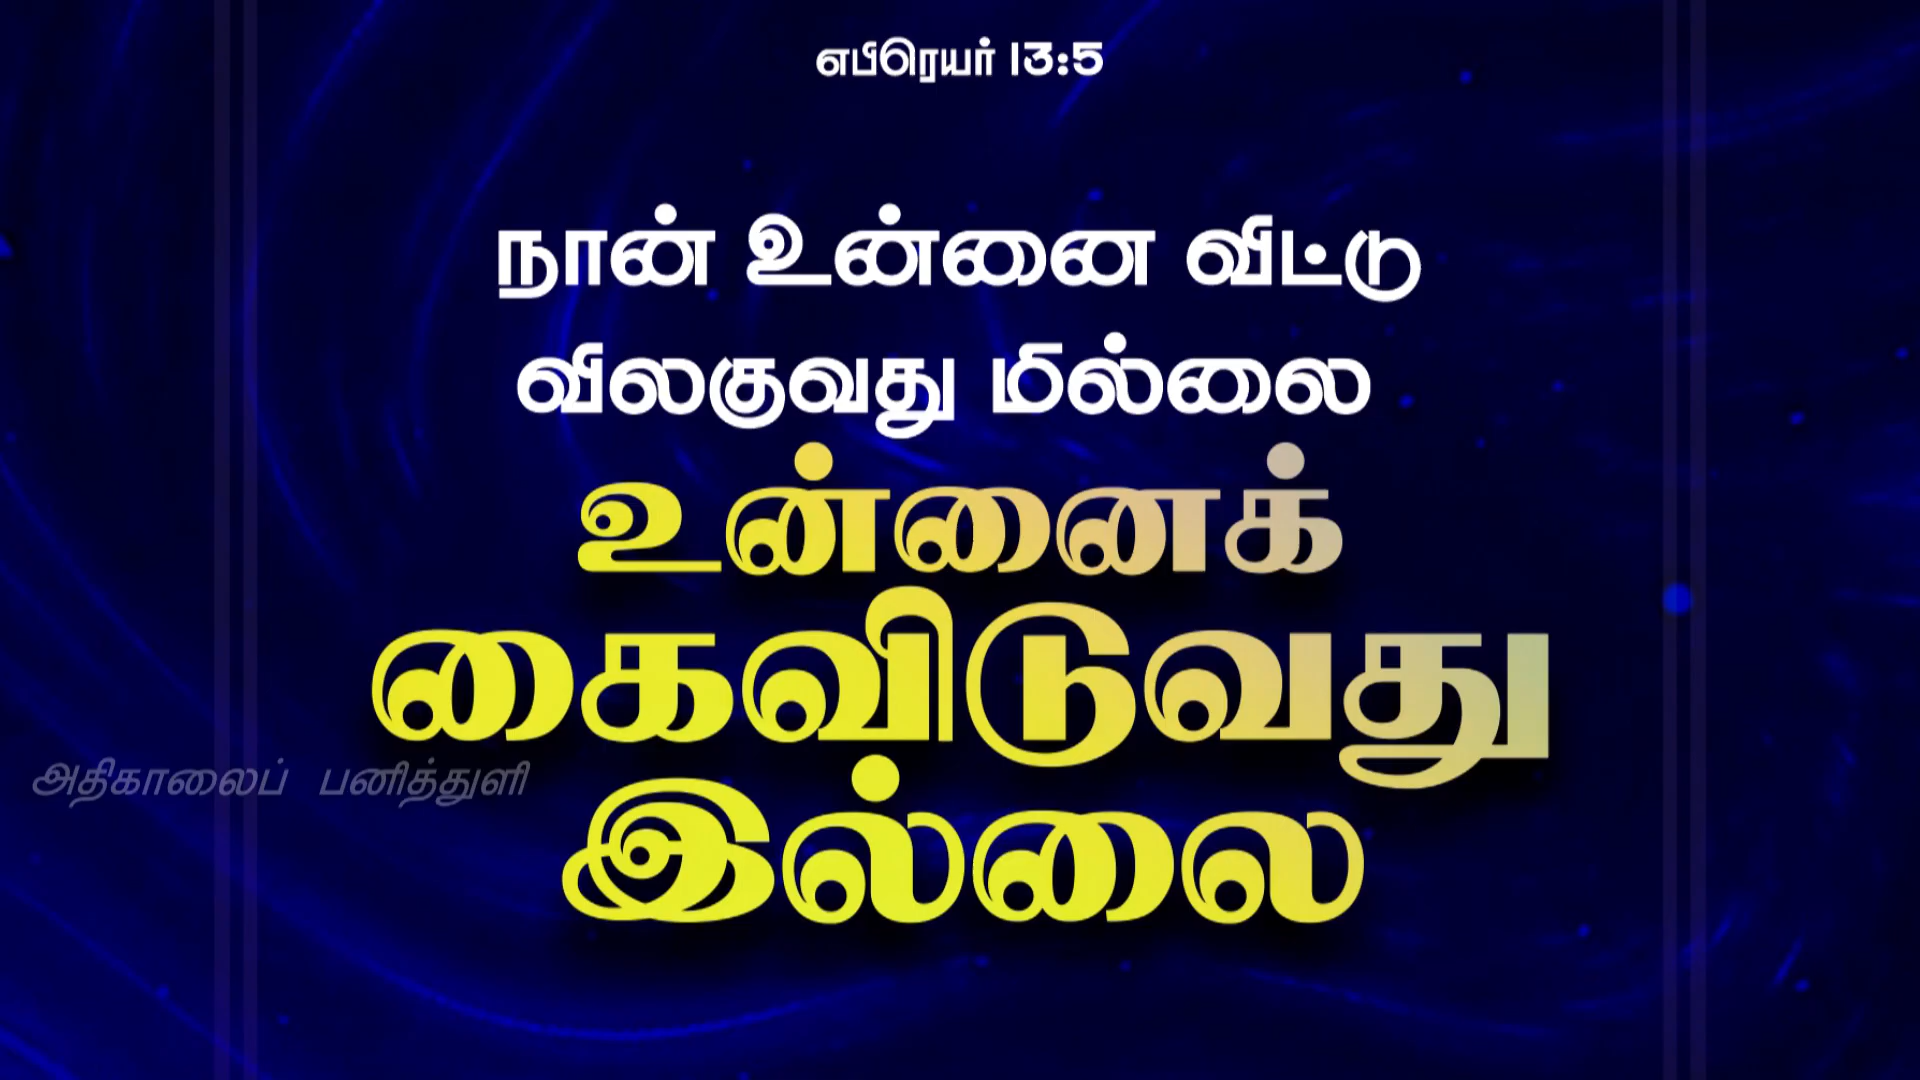 எபிரெயர் 13:5
நான் உன்னை விட்டு
விலகுவது மில்லை
உன்னைக்
கைவிடுவது
அதிகாலைப் பனித்துளி
இல்லை